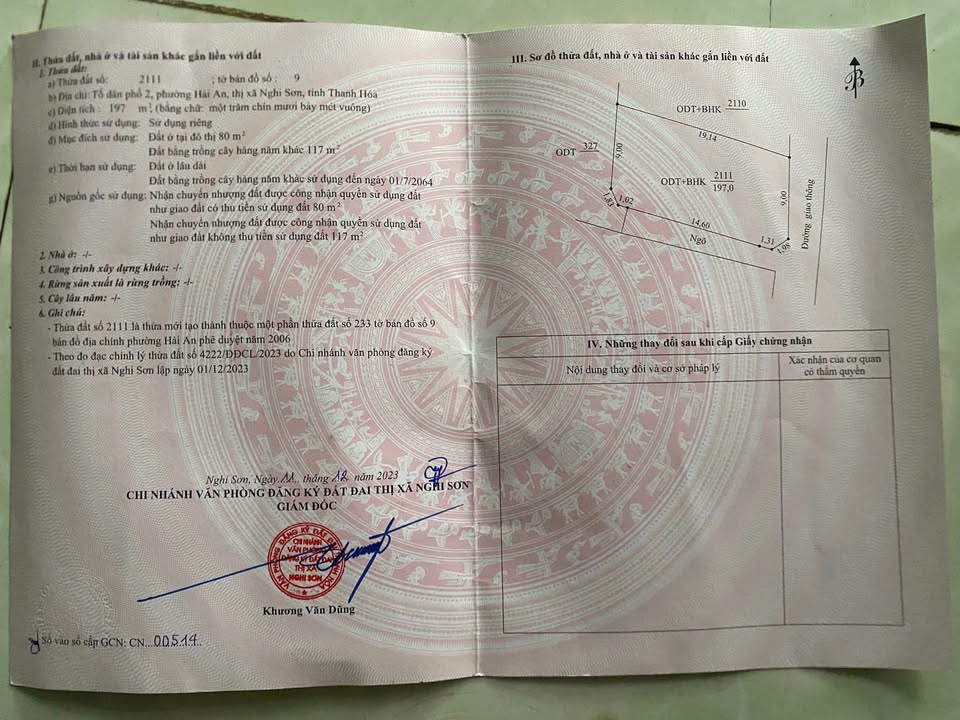 II. Thửa đất, nhà ở và tài sản khác gắn liền với đất
1. Thửa đất:
a) Thửa đất số: 2111 ; tờ bản đồ số: 9
b) Địa chỉ: Tổ dân phố 2, phường Hải An, thị xã Nghi Sơn, tỉnh Thanh Hóa
c) Diện tích: 197 m², (bằng chữ: một trăm chín mươi bảy mét vuông)
d) Hình thức sử dụng: Sử dụng riêng
đ) Mục đích sử dụng: Đất ở tại đô thị 80 m²
Đất bằng trồng cây hàng năm khác 117 m²
e) Thời hạn sử dụng: Đất ở lâu dài
Đất bằng trồng cây hàng năm khác sử dụng đến ngày 01/7/2064
g) Nguồn gốc sử dụng: Nhận chuyển nhượng đất được công nhận quyền sử dụng đất
như giao đất có thu tiền sử dụng đất 80 m²
Nhận chuyển nhượng đất được công nhận quyền sử dụng đất
như giao đất không thu tiền sử dụng đất 117 m²
2. Nhà ở: -/-
3. Công trình xây dựng khác: -/-
4. Rừng sản xuất là rừng trồng: -/-
5. Cây lâu năm: -/-
6. Ghi chú:
- Thửa đất số 2111 là thửa mới tạo thành thuộc một phần thửa đất số 233 tờ bản đồ số 9
bản đồ địa chính phường Hải An phê duyệt năm 2006
- Theo đo đạc chỉnh lý thửa đất số 4222/ĐĐCL/2023 do Chi nhánh văn phòng đăng ký
đất đai thị xã Nghi Sơn lập ngày 01/12/2023
Nghi Sơn, Ngày 11 tháng 12 năm 2023
CHI NHÁNH VĂN PHÒNG ĐĂNG KÝ ĐẤT ĐAI THỊ XÃ NGHI SƠN
GIÁM ĐỐC
CHI NHÁNH
VĂN PHÒNG
ĐĂNG KÝ ĐẤT ĐAI
THỊ XÃ
NGHI SƠN
Khương Văn Dũng
Số vào sổ cấp GCN: CN...00514..
III. Sơ đồ thửa đất, nhà ở và tài sản khác gắn liền với đất
B
ODT+BHK 2110
19,14
ODT 327
9,00
ODT+BHK 2111
197,0
9,00
Đường giao thông
1,83
1,02
14,60
Ngõ
1,31
1,98
IV. Những thay đổi sau khi cấp Giấy chứng nhận
Nội dung thay đổi và cơ sở pháp lý
Xác nhận của cơ quan
có thẩm quyền